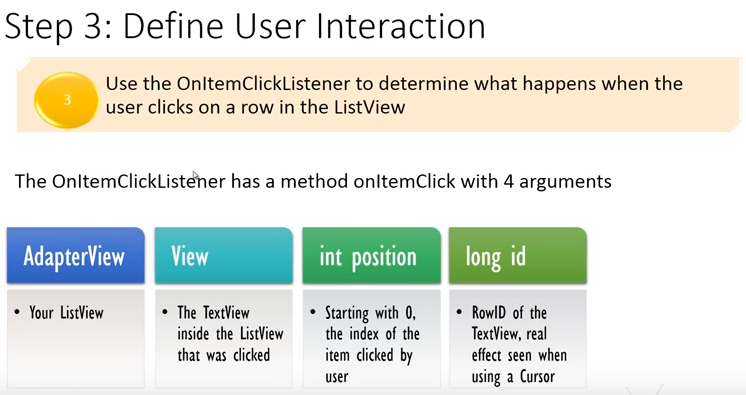 Step 3: Define User Interaction
3
Use the OnItemClickListener to determine what happens when the
user clicks on a row in the ListView
The OnItemClickListener has a method onItemClick with 4 arguments
AdapterView
• Your ListView
View
• The TextView
inside the ListView
that was clicked
int position
• Starting with 0,
the index of the
item clicked by
user
long id
• RowID of the
TextView, real
effect seen when
using a Cursor